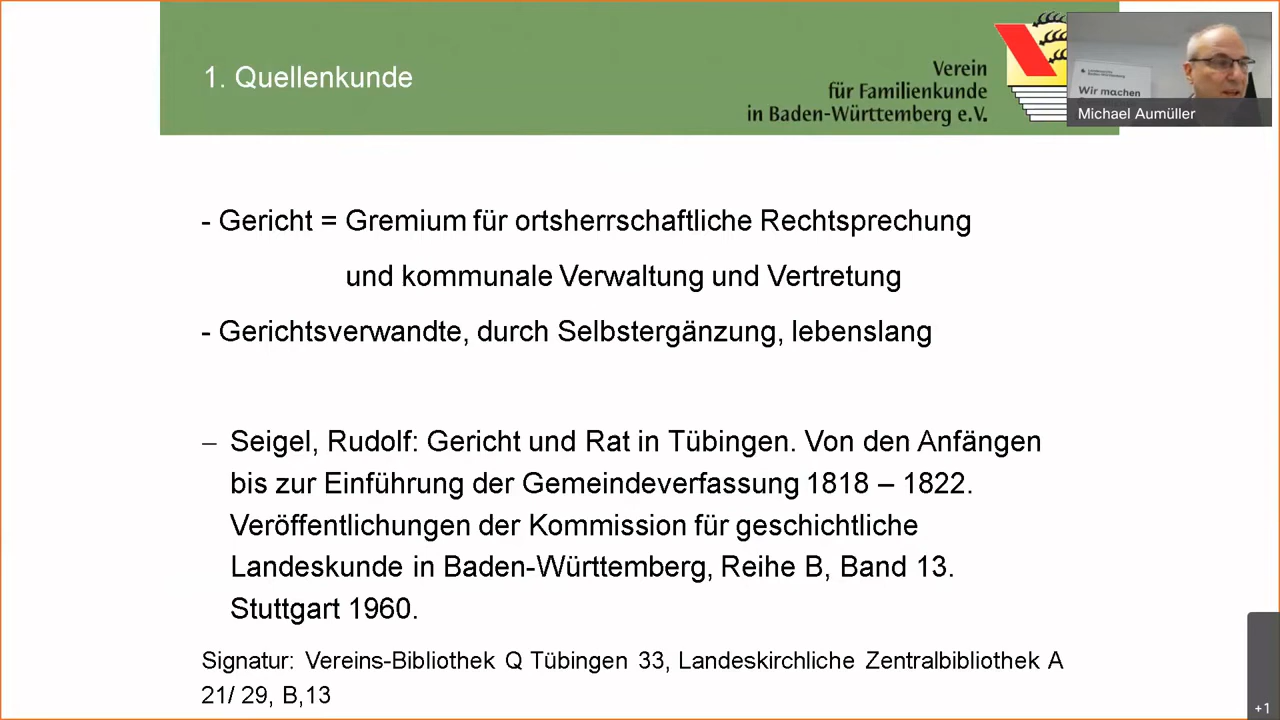 1. Quellenkunde
Verein
für Familienkunde
in Baden-Württemberg e.V.
Wir machen
Michael Aumüller
- Gericht = Gremium für ortsherrschaftliche Rechtsprechung
und kommunale Verwaltung und Vertretung
- Gerichtsverwandte, durch Selbstergänzung, lebenslang
– Seigel, Rudolf: Gericht und Rat in Tübingen. Von den Anfängen
bis zur Einführung der Gemeindeverfassung 1818 – 1822.
Veröffentlichungen der Kommission für geschichtliche
Landeskunde in Baden-Württemberg, Reihe B, Band 13.
Stuttgart 1960.
Signatur: Vereins-Bibliothek Q Tübingen 33, Landeskirchliche Zentralbibliothek A
21/ 29, B,13
+1